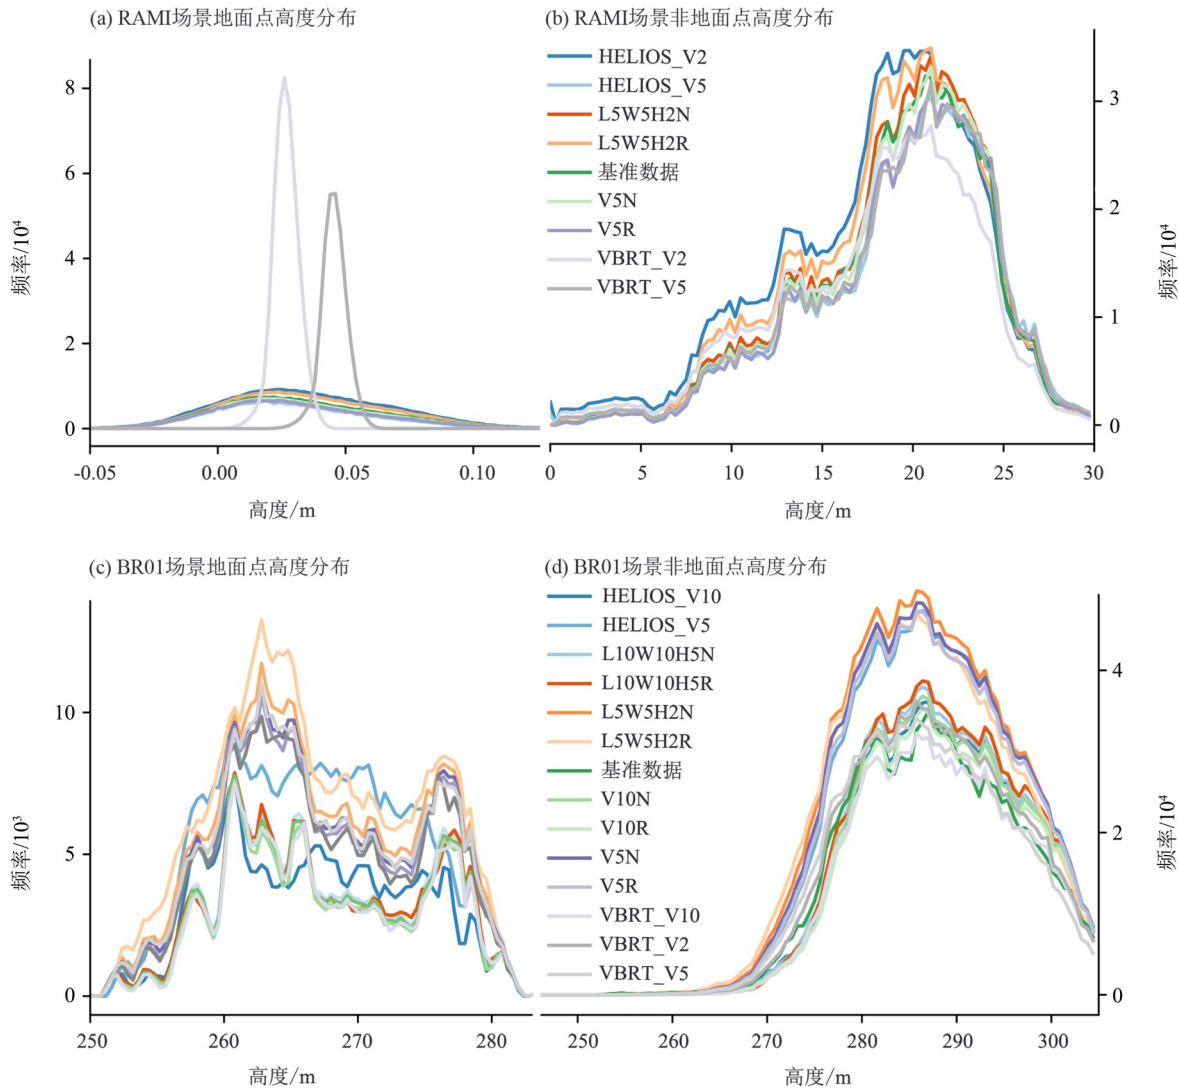 (a) RAMI场景地面点高度分布
8
6
4
2
0
频率/10⁴
-0.05
0.00
0.05
0.10
高度/m
(b) RAMI场景非地面点高度分布
HELIOS_V2
HELIOS_V5
L5W5H2N
L5W5H2R
基准数据
V5N
V5R
VBRT_V2
VBRT_V5
3
2
1
0
频率/10⁴
0
5
10
15
20
25
30
高度/m
(c) BR01场景地面点高度分布
10
5
0
频率/10³
250
260
270
280
高度/m
(d) BR01场景非地面点高度分布
HELIOS_V10
HELIOS_V5
L10W10H5N
L10W10H5R
L5W5H2N
L5W5H2R
基准数据
V10N
V10R
V5N
V5R
VBRT_V10
VBRT_V2
VBRT_V5
4
2
0
频率/10⁴
250
260
270
280
290
300
高度/m